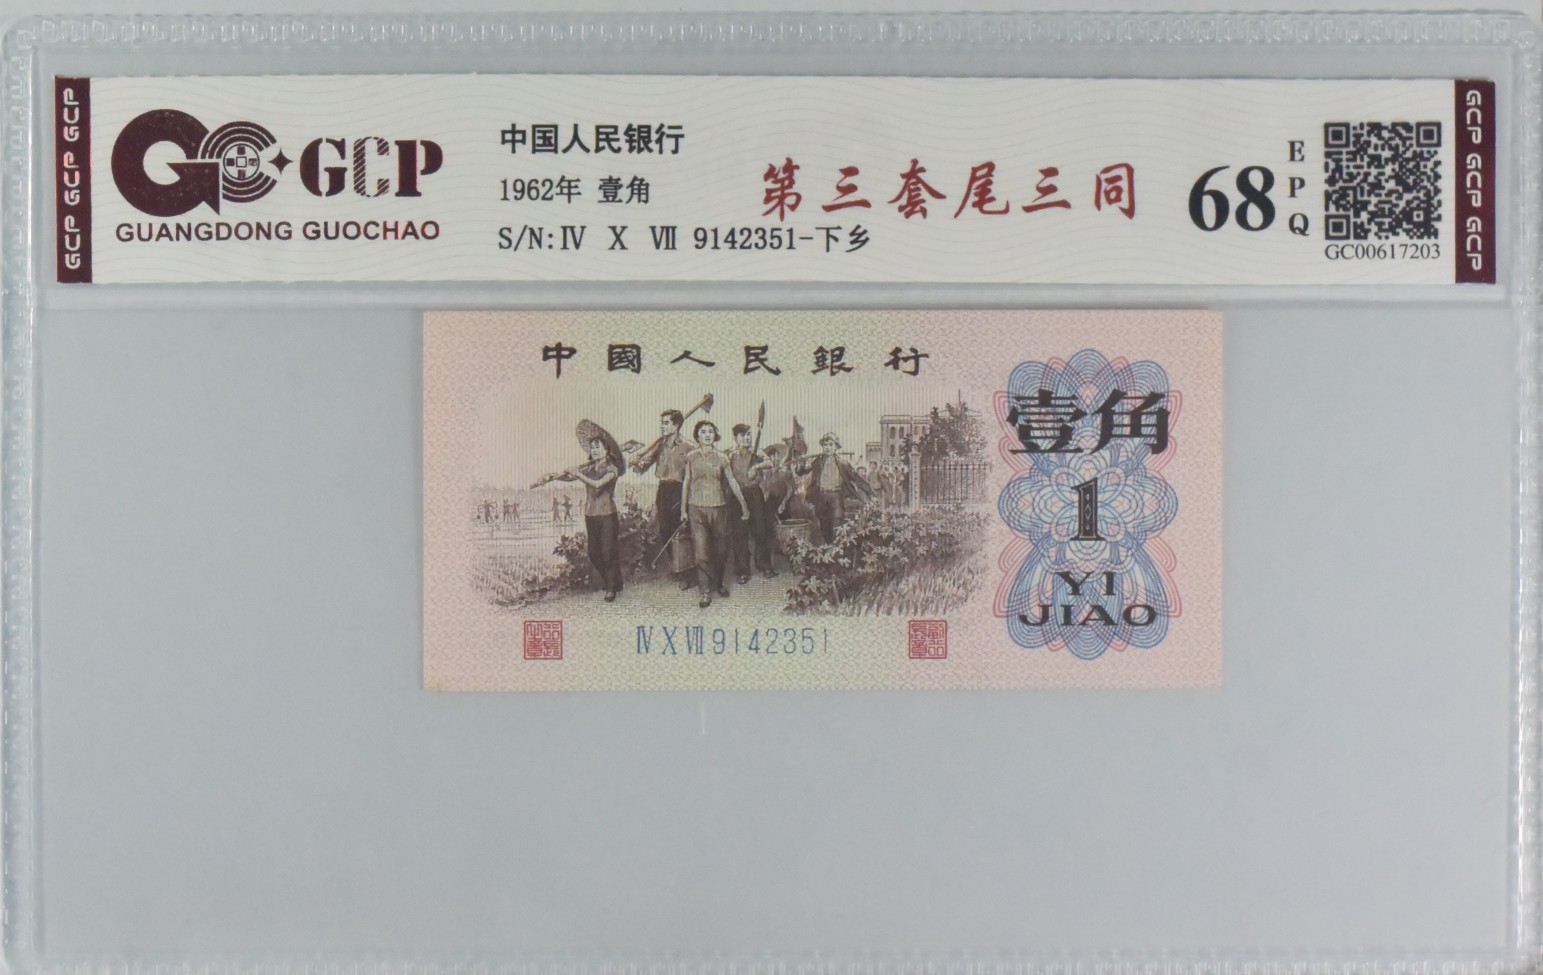 GCP GCP GCP
GCP
GUANGDONG GUOCHAO
中国人民银行
1962年 壹角
S/N:Ⅳ Ⅹ Ⅶ 9142351-下乡
第三套尾三同
68
EPQ
GC00617203
GCP GCP GCP
中國人民銀行
壹角
1
YI
JIAO
ⅣⅩⅦ9142351